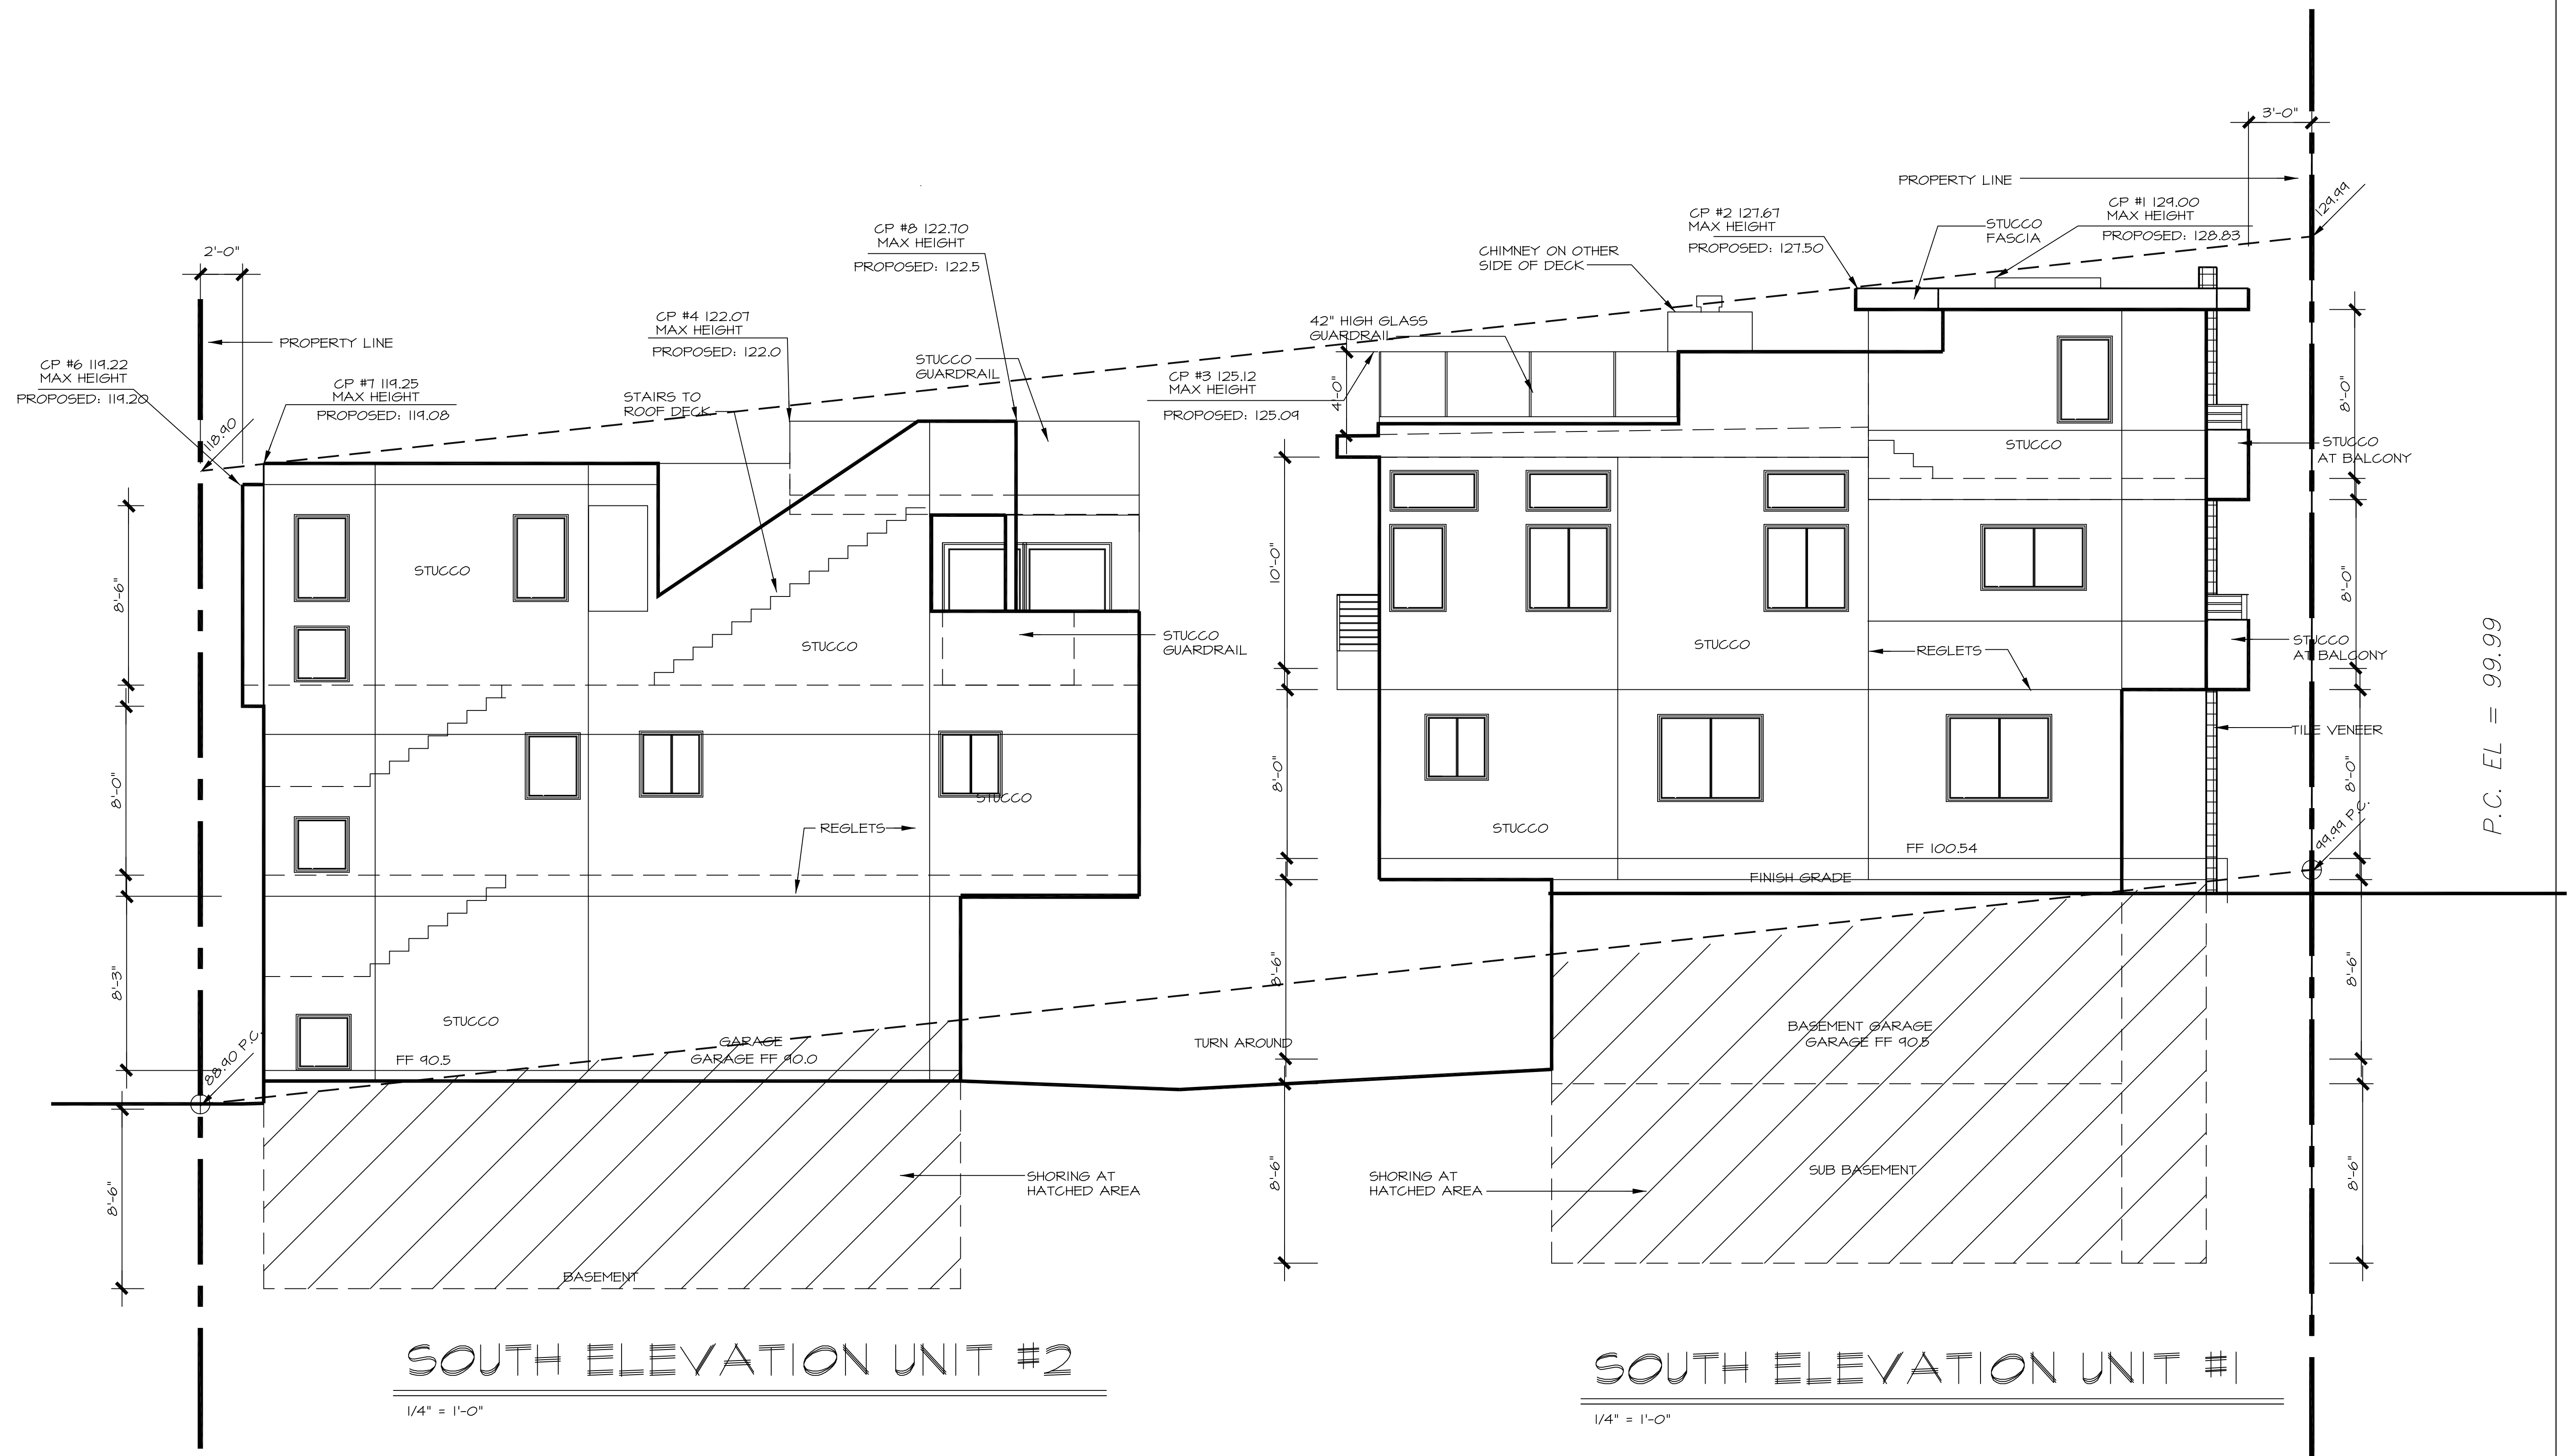 3'-0"
PROPERTY LINE
129.99
CP #2 127.67
MAX HEIGHT
PROPOSED: 127.50
STUCCO
FASCIA
CP #1 129.00
MAX HEIGHT
PROPOSED: 128.83
CP #8 122.70
MAX HEIGHT
PROPOSED: 122.5
2'-0"
CHIMNEY ON OTHER
SIDE OF DECK
CP #4 122.07
MAX HEIGHT
PROPOSED: 122.0
42" HIGH GLASS
GUARDRAIL
PROPERTY LINE
CP #6 119.22
MAX HEIGHT
PROPOSED: 119.20
CP #7 119.25
MAX HEIGHT
PROPOSED: 119.08
STUCCO
GUARDRAIL
STAIRS TO
ROOF DECK
CP #3 125.12
MAX HEIGHT
PROPOSED: 125.09
4'-0"
8'-0"
118.90
STUCCO
STUCCO
AT BALCONY
STUCCO
8'-6"
10'-0"
8'-0"
STUCCO
STUCCO
GUARDRAIL
STUCCO
REGLETS
STUCCO
AT BALCONY
P.C. EL = 99.99
TILE VENEER
8'-0"
8'-0"
8'-0"
STUCCO
REGLETS
STUCCO
99.99 P.C.
FF 100.54
FINISH GRADE
8'-3"
8'-6"
8'-6"
STUCCO
GARAGE
GARAGE FF 90.0
FF 90.5
88.90 P.C.
TURN AROUND
BASEMENT GARAGE
GARAGE FF 90.5
8'-6"
SHORING AT
HATCHED AREA
8'-6"
SHORING AT
HATCHED AREA
SUB BASEMENT
8'-6"
BASEMENT
SOUTH ELEVATION UNIT #2
1/4" = 1'-0"
SOUTH ELEVATION UNIT #1
1/4" = 1'-0"